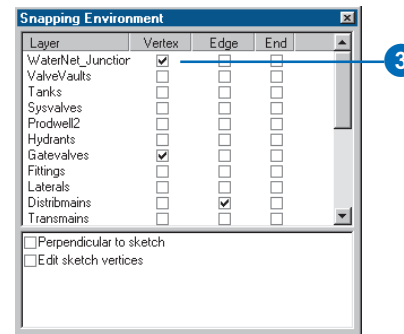 Snapping Environment
Layer Vertex Edge End
WaterNet_Junction
3
ValveVaults
Tanks
Sysvalves
Prodwell2
Hydrants
Gatevalves
Fittings
Laterals
Distribmains
Transmains
Perpendicular to sketch
Edit sketch vertices